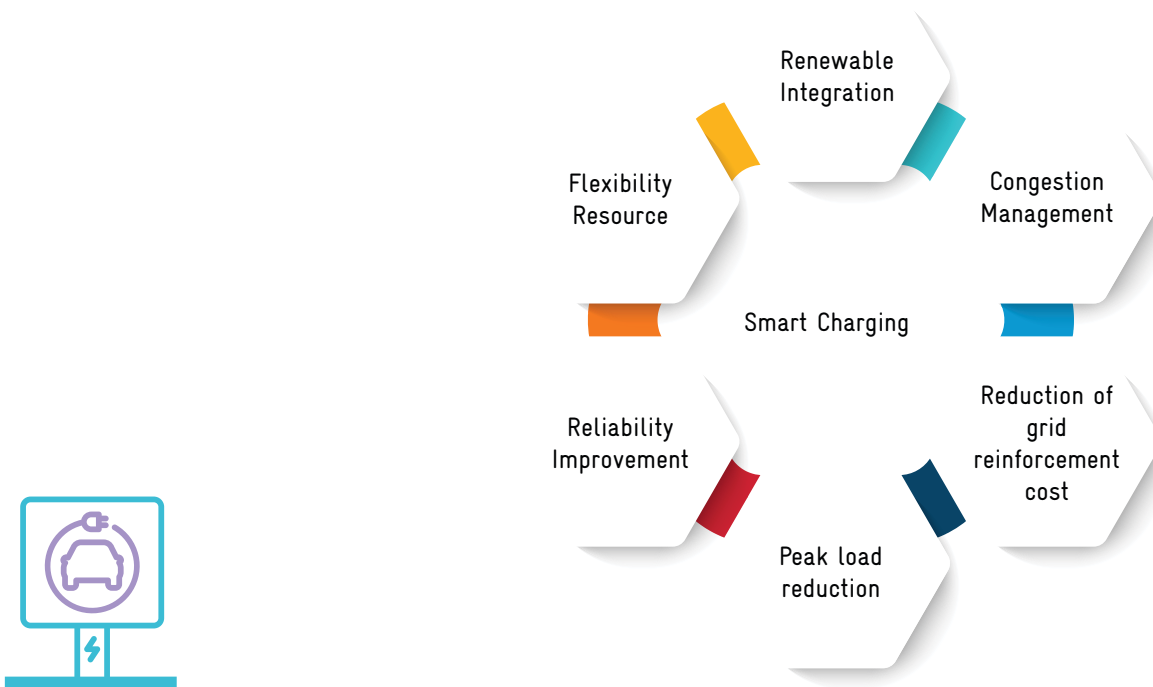 Renewable
Integration
Flexibility
Resource
Congestion
Management
Smart Charging
Reliability
Improvement
Reduction of
grid
reinforcement
cost
Peak load
reduction